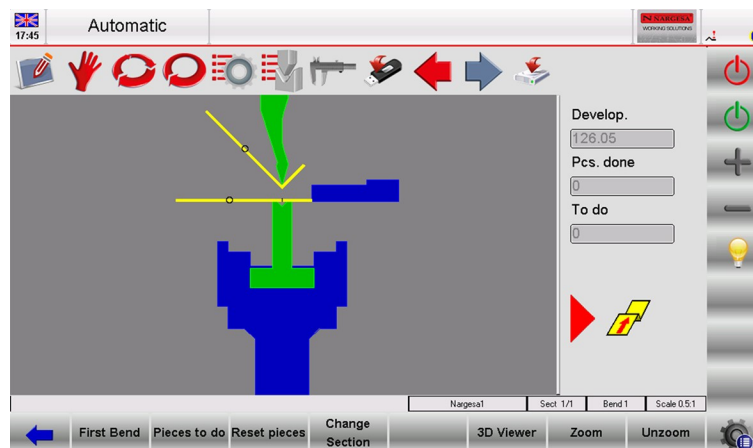 17:45
Automatic
N NARGESA
WORKING SOLUTIONS
Develop.
126.05
Pcs. done
0
To do
0
Nargesa1
Sect 1/1
Bend 1
Scale 0.5:1
First Bend
Pieces to do
Reset pieces
Change
Section
3D Viewer
Zoom
Unzoom